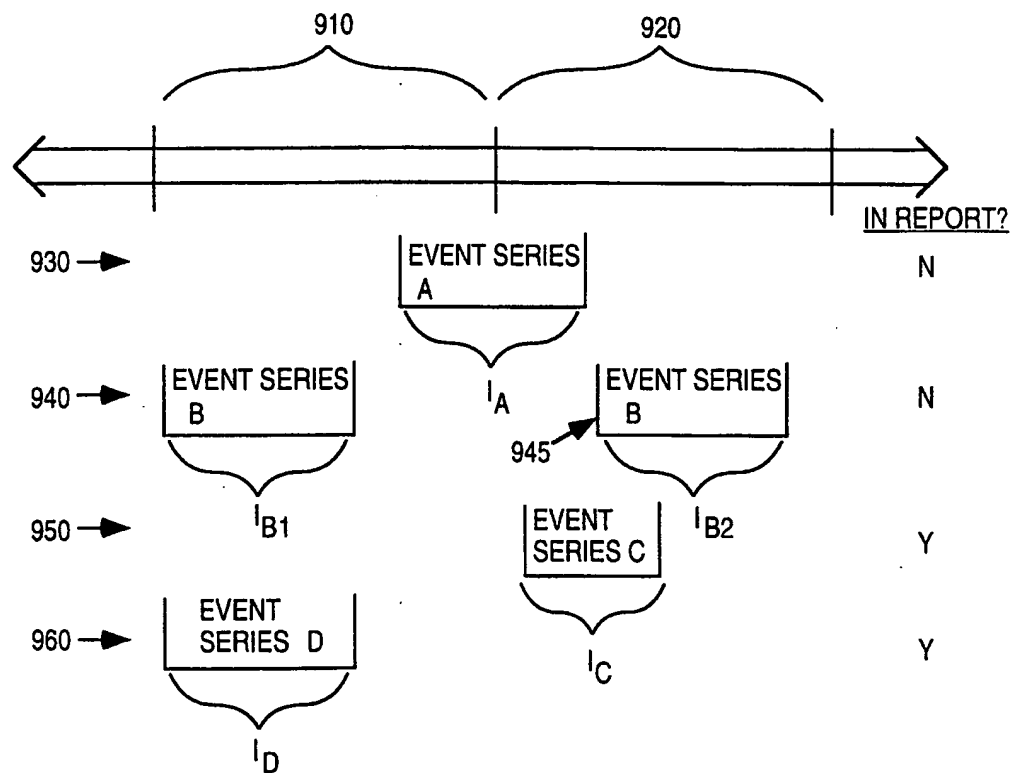 910 920
IN REPORT?
930 EVENT SERIES N
A
I_A
940 EVENT SERIES EVENT SERIES N
B B
945
I_B1 I_B2
950 EVENT Y
SERIES C
I_C
960 EVENT Y
SERIES D
I_D